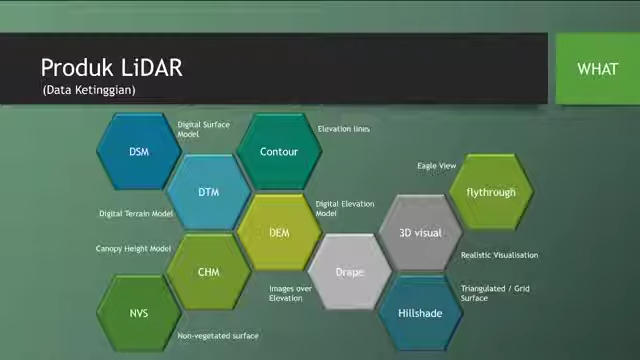 Produk LiDAR
(Data Ketinggian)
WHAT
DSM
Digital Surface
Model
Contour
Elevation lines
DTM
Digital Terrain Model
Eagle View
flythrough
DEM
Digital Elevation
Model
3D visual
Realistic Visualisation
Canopy Height Model
CHM
Drape
Images over
Elevation
Triangulated / Grid
Surface
Hillshade
NVS
Non-vegetated surface